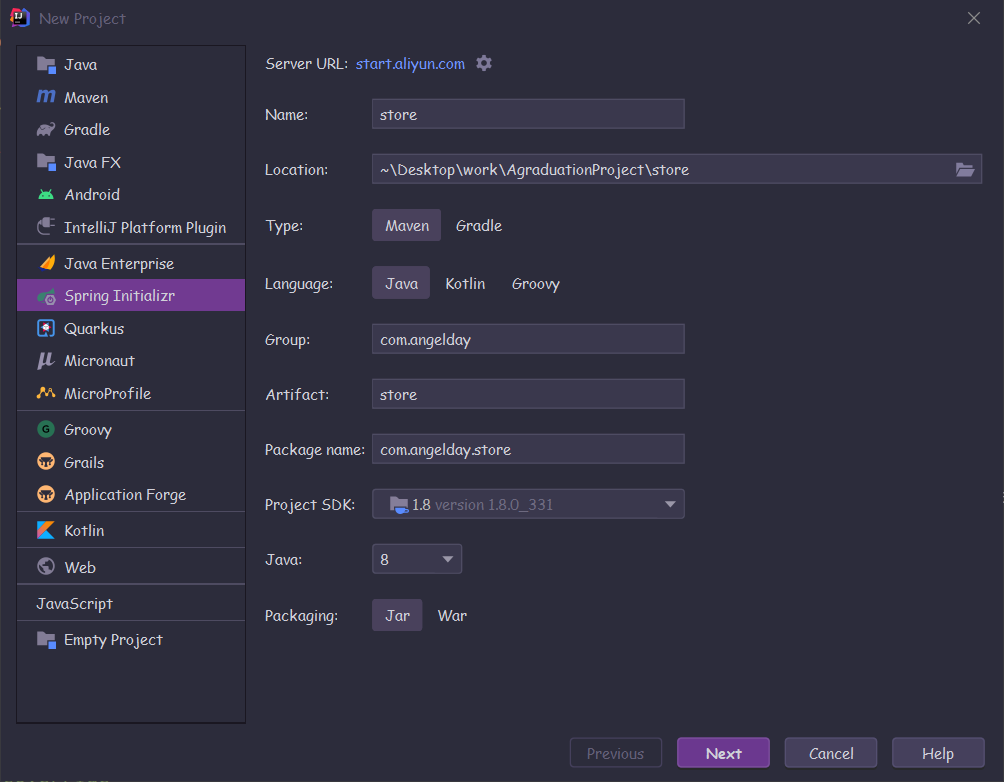 New Project
Java
Maven
Gradle
Java FX
Android
IntelliJ Platform Plugin
Java Enterprise
Spring Initializr
Quarkus
Micronaut
MicroProfile
Groovy
Grails
Application Forge
Kotlin
Web
JavaScript
Empty Project
Server URL: start.aliyun.com
Name: store
Location: ~\Desktop\work\AgraduationProject\store
Type: Maven Gradle
Language: Java Kotlin Groovy
Group: com.angelday
Artifact: store
Package name: com.angelday.store
Project SDK: 1.8 version 1.8.0_331
Java: 8
Packaging: Jar War
Previous Next Cancel Help